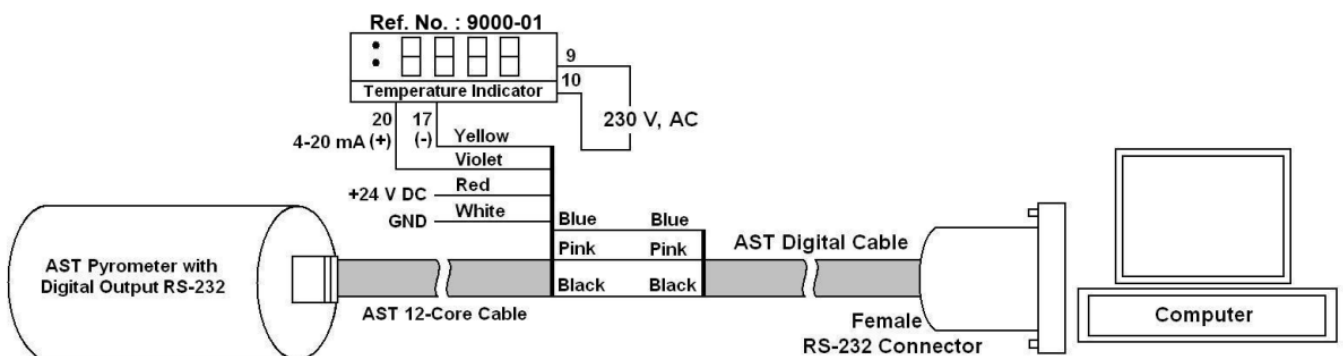 Ref. No. : 9000-01
9
10
Temperature Indicator
230 V, AC
20 17
4-20 mA (+) (-) Yellow
Violet
+24 V DC Red
GND White
Blue Blue
Pink Pink
Black Black
AST Pyrometer with
Digital Output RS-232
AST 12-Core Cable
AST Digital Cable
Female
RS-232 Connector
Computer